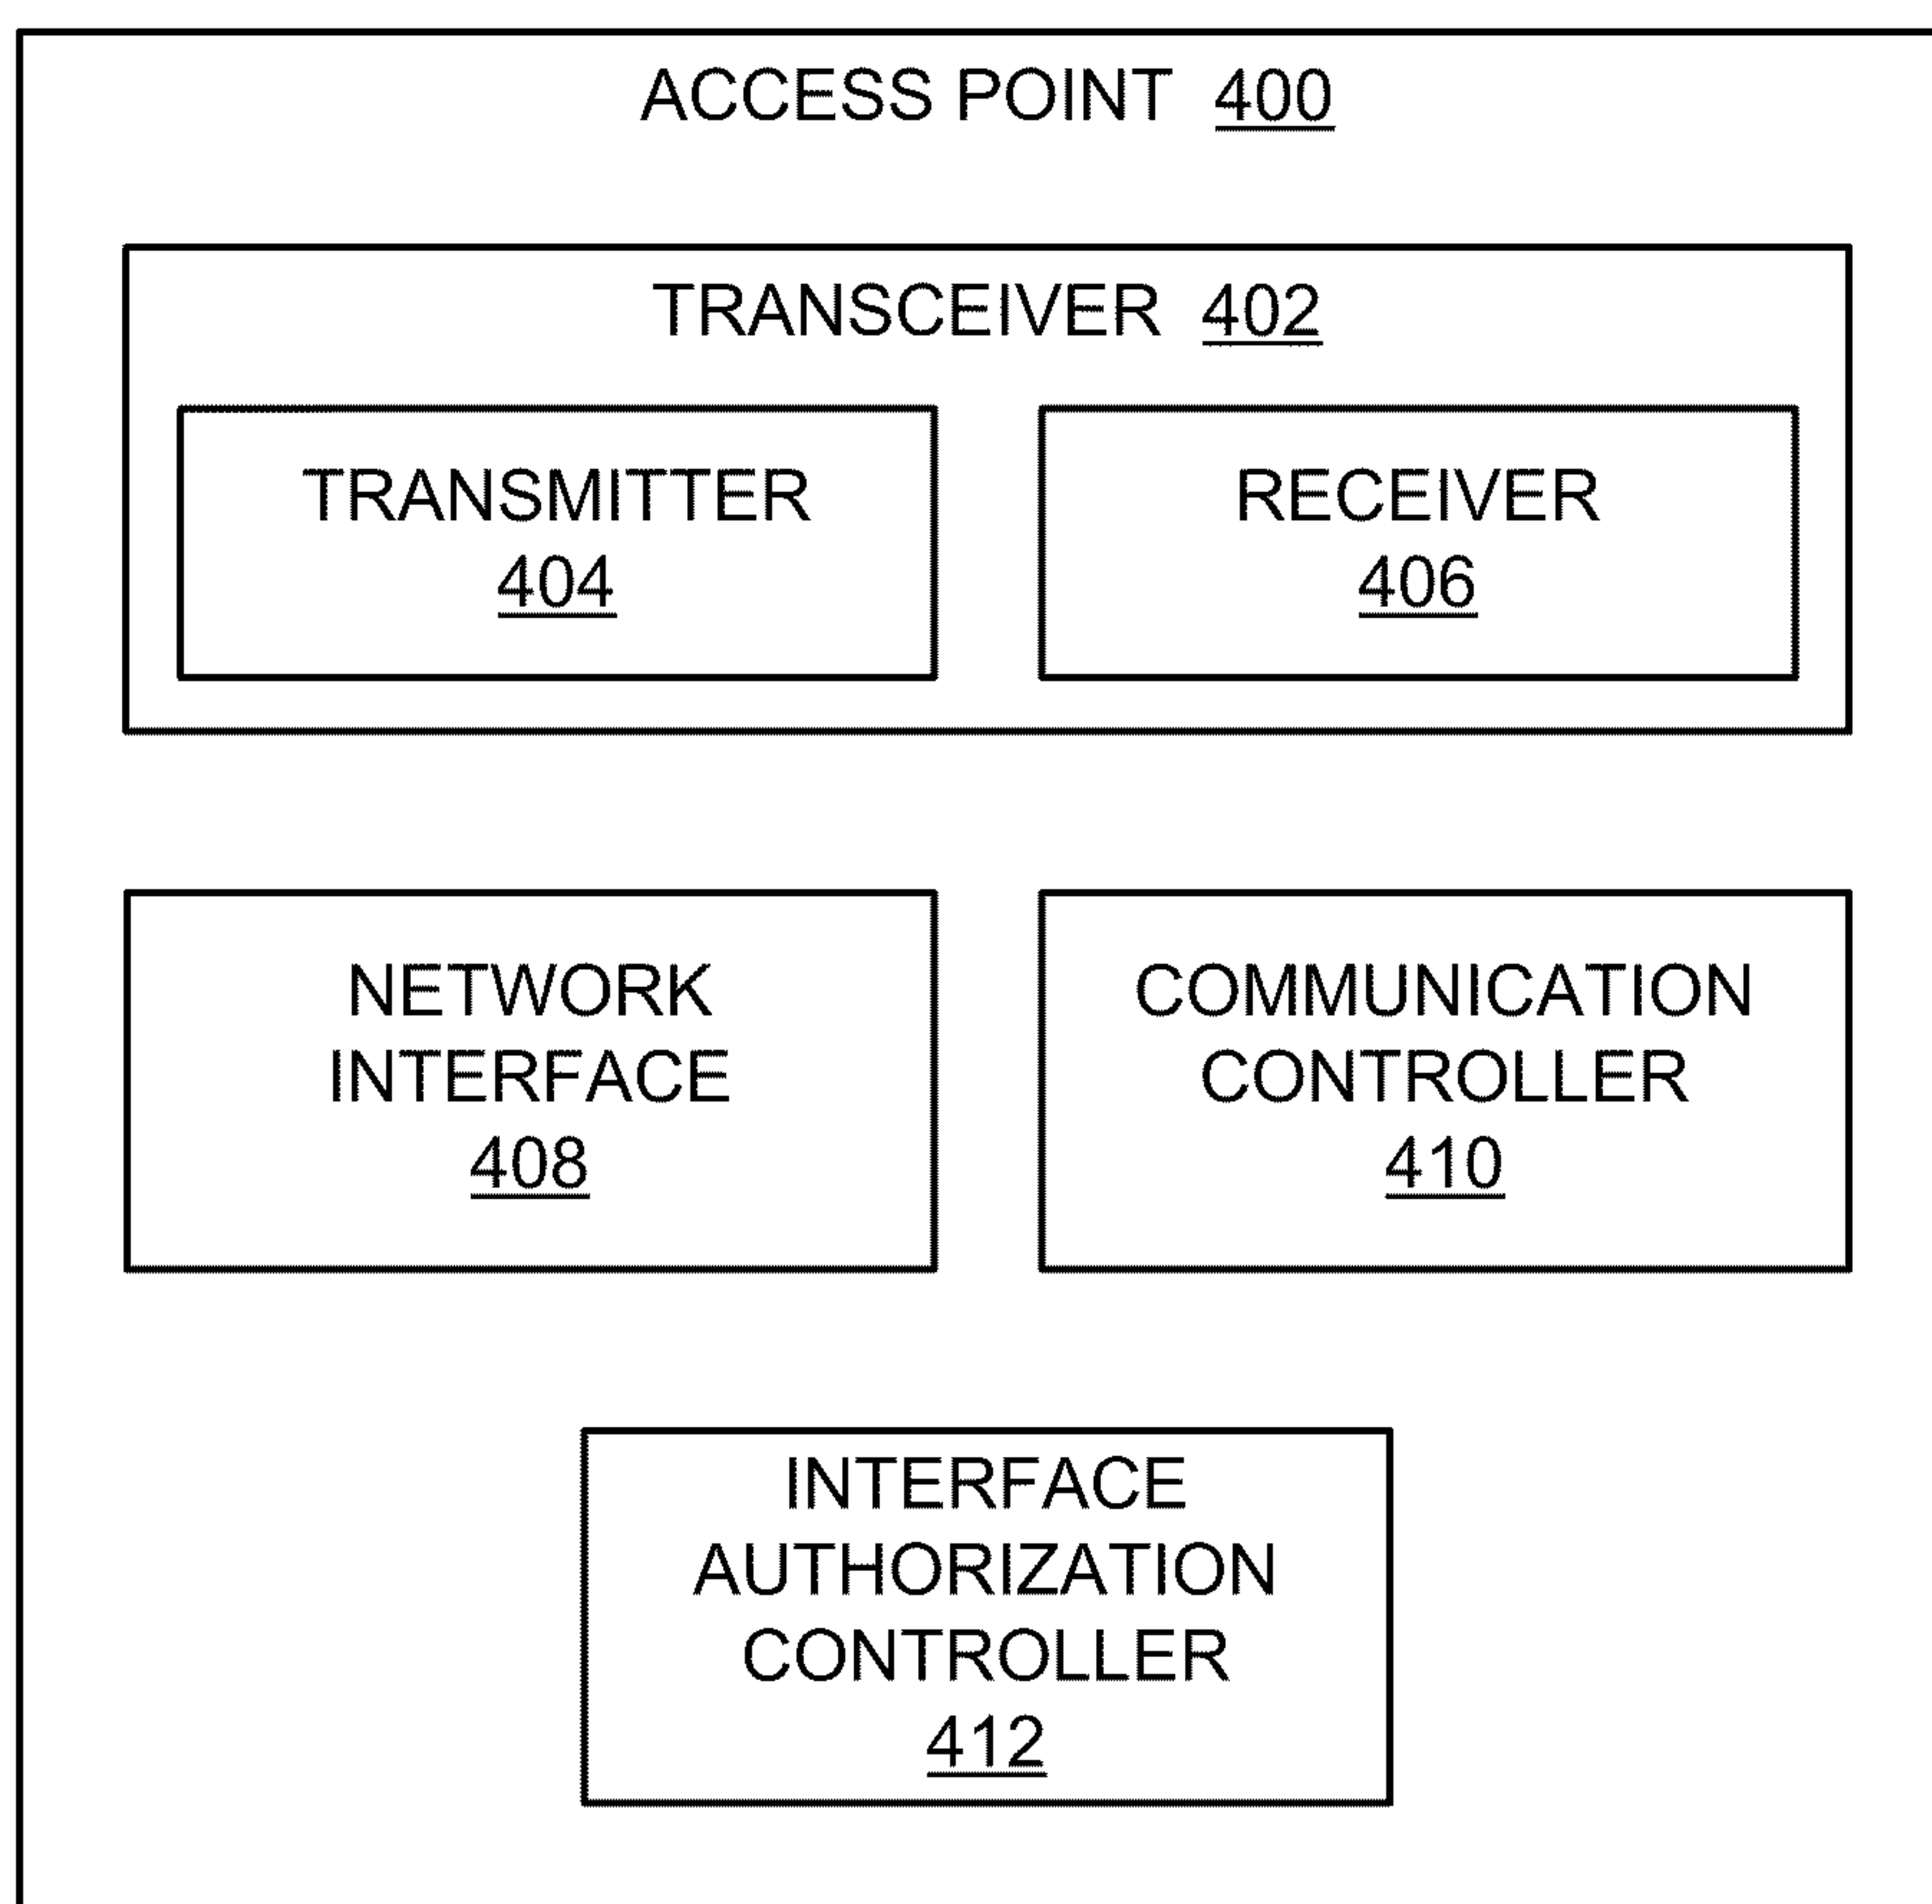 ACCESS POINT 400
TRANSCEIVER 402
TRANSMITTER
404
RECEIVER
406
NETWORK
INTERFACE
408
COMMUNICATION
CONTROLLER
410
INTERFACE
AUTHORIZATION
CONTROLLER
412